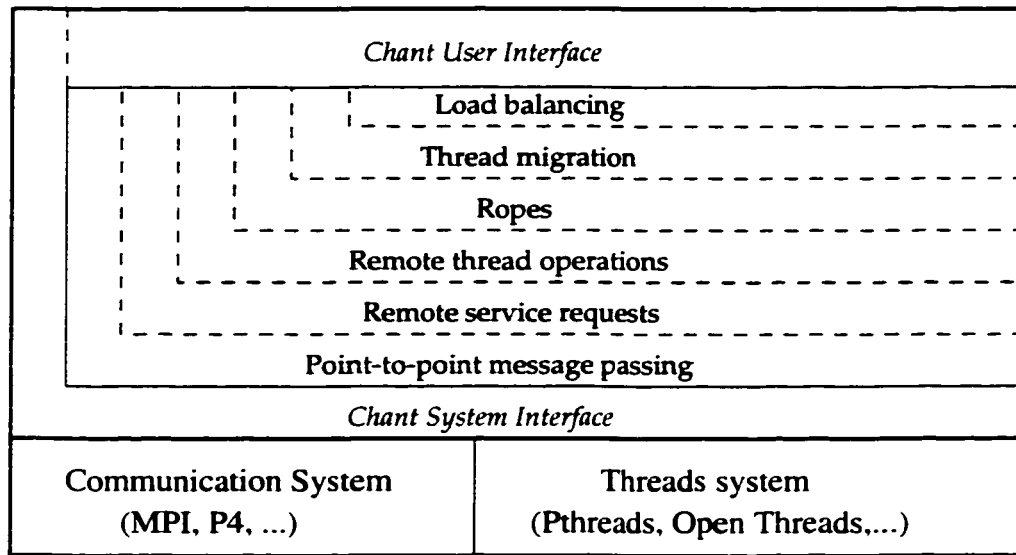 Chant User Interface
Load balancing
Thread migration
Ropes
Remote thread operations
Remote service requests
Point-to-point message passing
Chant System Interface
Communication System
(MPI, P4, ...)
Threads system
(Pthreads, Open Threads,...)